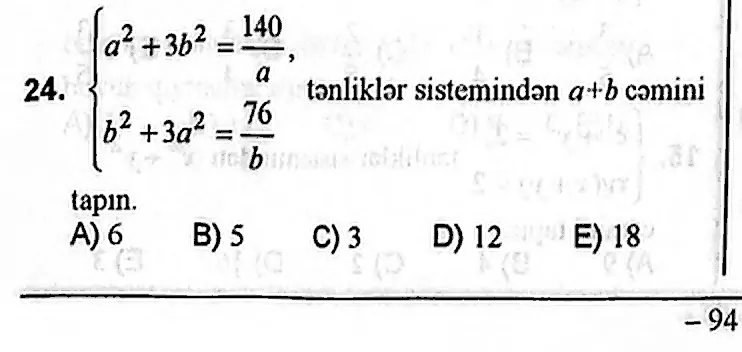 a² + 3b² = 140/a,
24. tənliklər sistemindən a+b cəmini
b² + 3a² = 76/b
tapın.
A) 6 B) 5 C) 3 D) 12 E) 18
– 94